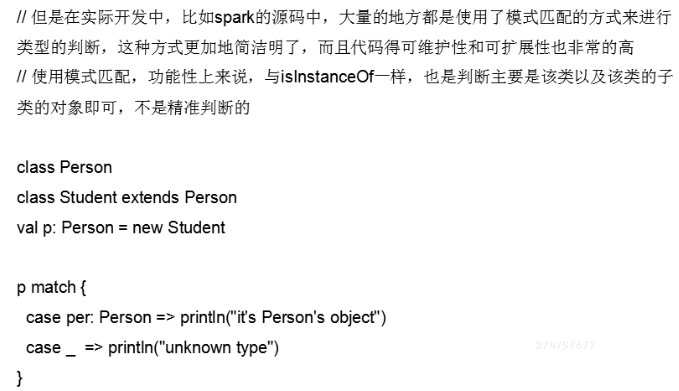 // 但是在实际开发中，比如spark的源码中，大量的地方都是使用了模式匹配的方式来进行
类型的判断，这种方式更加地简洁明了，而且代码得可维护性和可扩展性也非常的高
// 使用模式匹配，功能性上来说，与isInstanceOf一样，也是判断主要是该类以及该类的子
类的对象即可，不是精准判断的
class Person
class Student extends Person
val p: Person = new Student
p match {
  case per: Person => println("it's Person's object")
  case _  => println("unknown type")
374757677
}